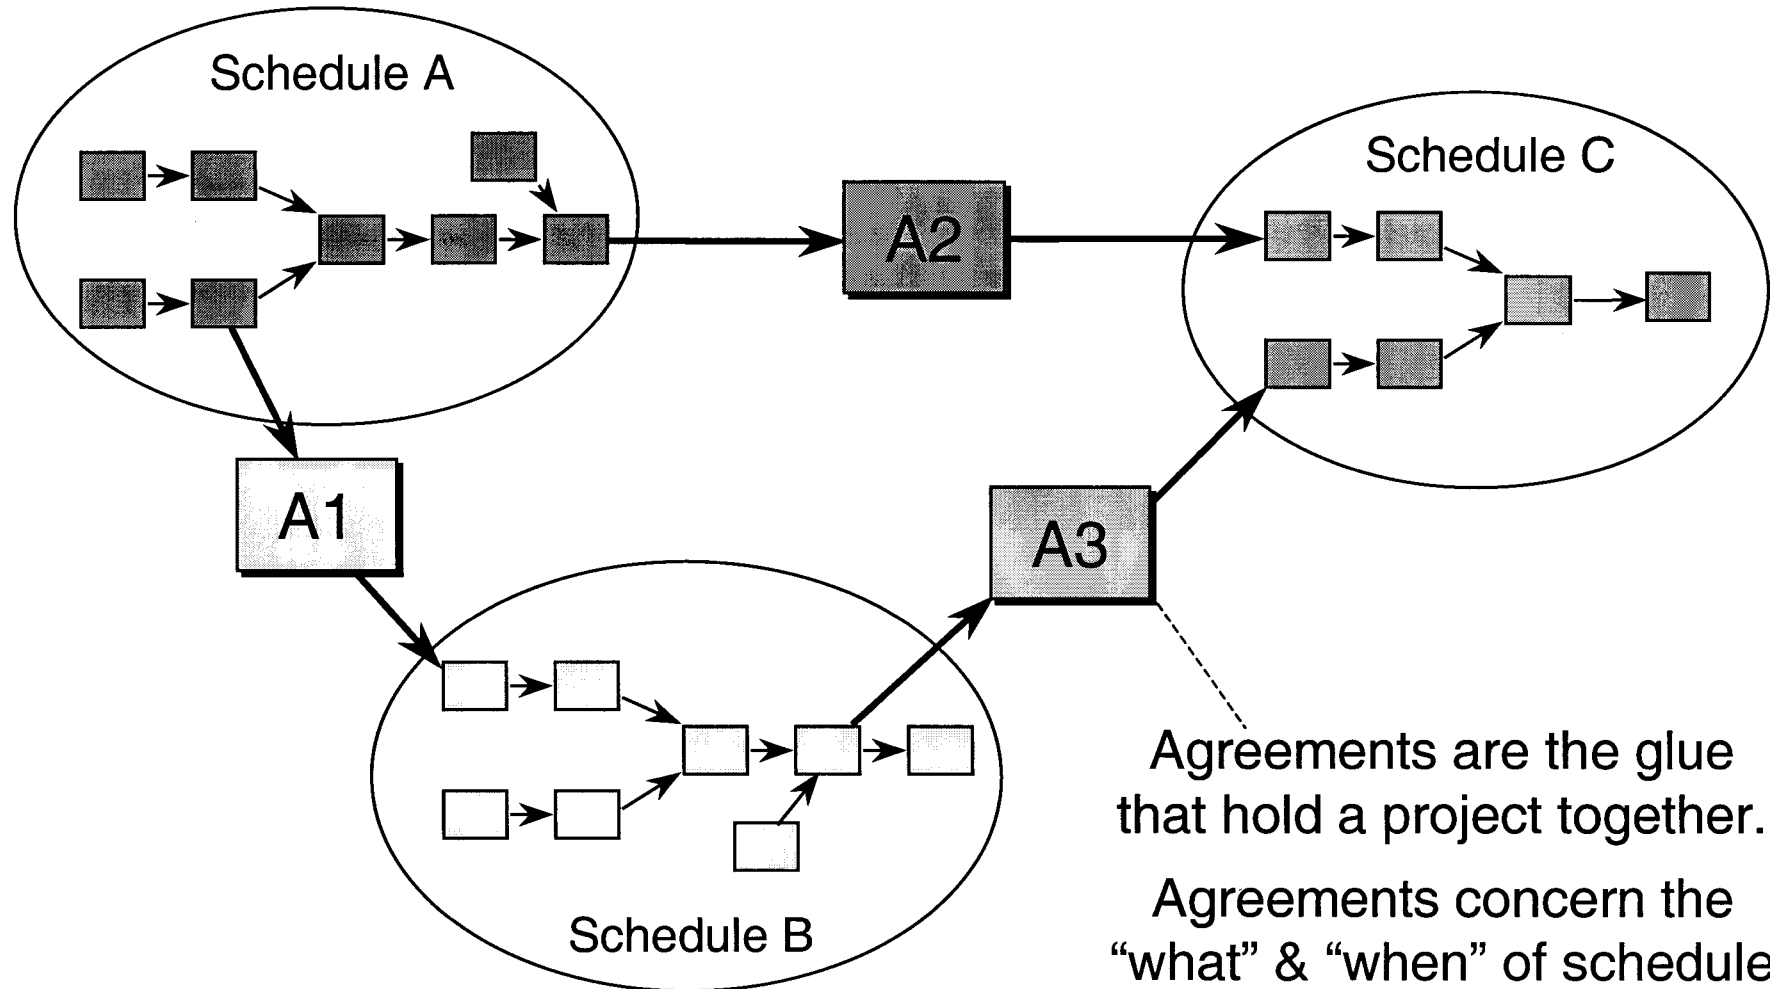 Schedule A
Schedule C
A2
A1
A3
Agreements are the glue
that hold a project together.
Agreements concern the
“what” & “when” of schedule
Schedule B